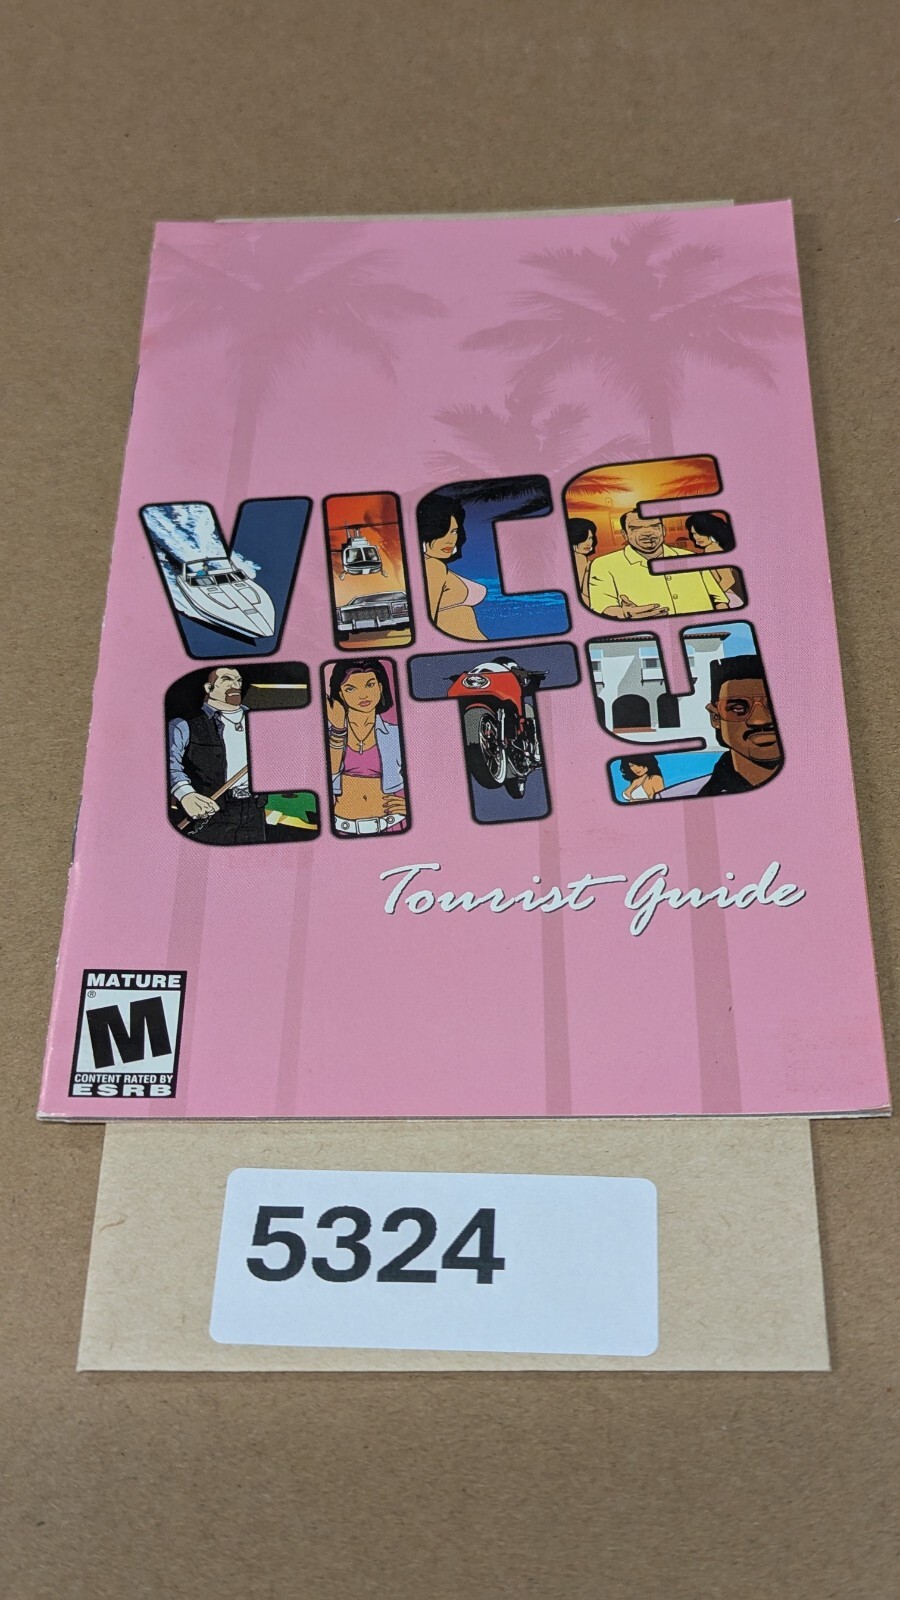 VICE
CITY
Tourist Guide
MATURE
M
®
CONTENT RATED BY
ESRB
5324